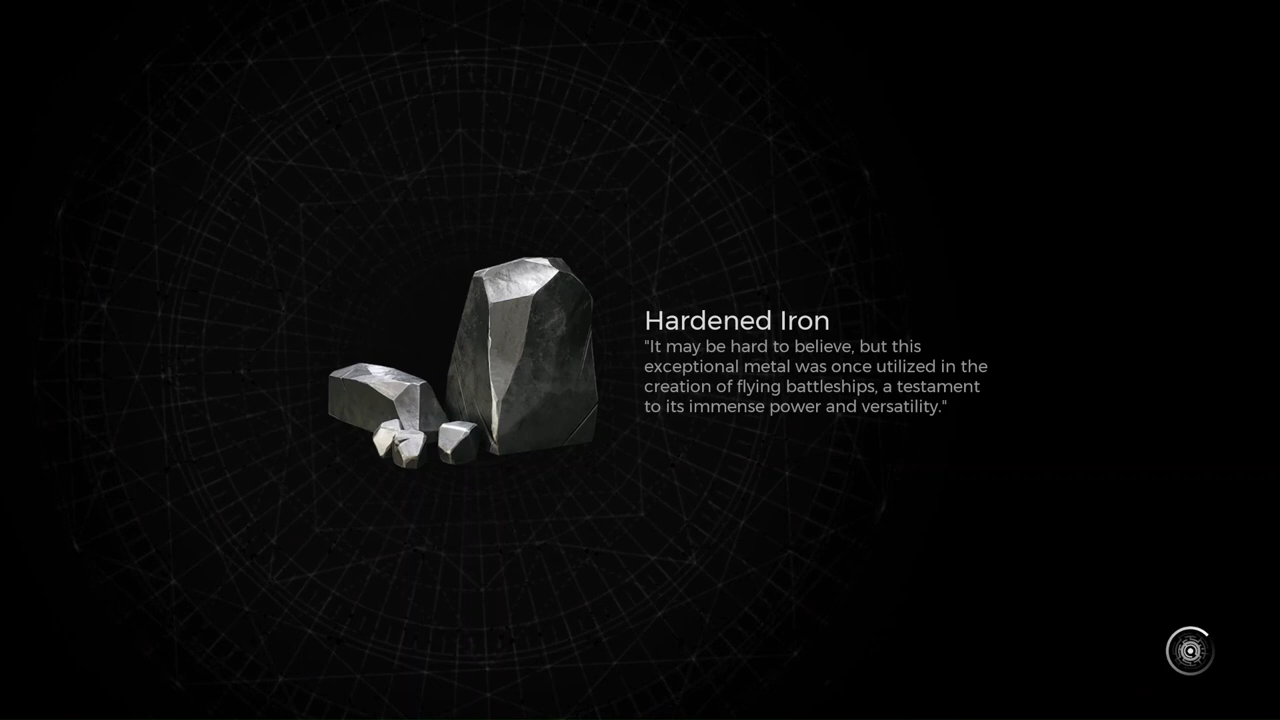 Hardened Iron
"It may be hard to believe, but this
exceptional metal was once utilized in the
creation of flying battleships, a testament
to its immense power and versatility."